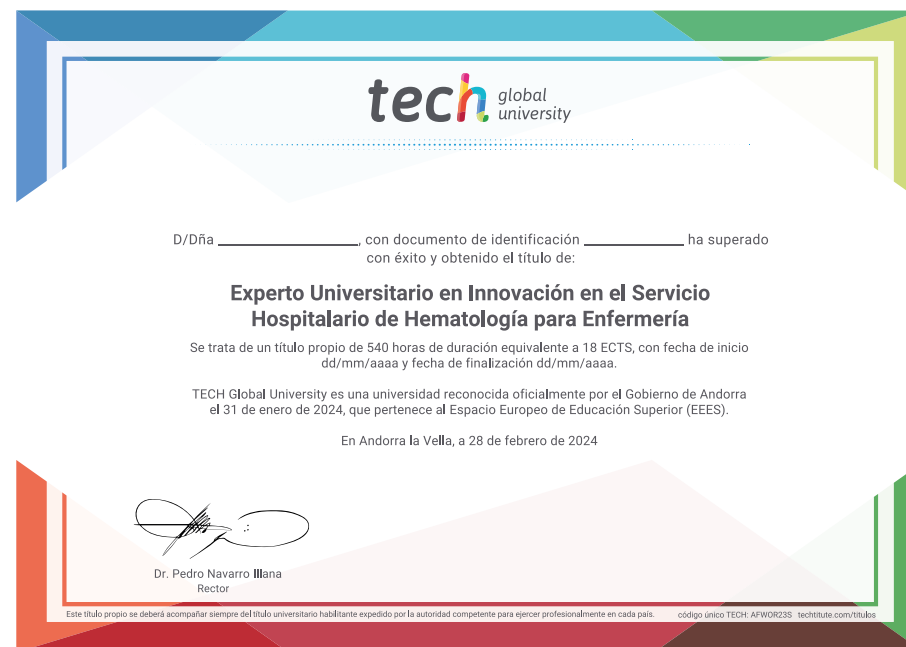 tech global university
D/Dña ____________________, con documento de identificación ______________ ha superado
con éxito y obtenido el título de:
Experto Universitario en Innovación en el Servicio
Hospitalario de Hematología para Enfermería
Se trata de un título propio de 540 horas de duración equivalente a 18 ECTS, con fecha de inicio
dd/mm/aaaa y fecha de finalización dd/mm/aaaa.
TECH Global University es una universidad reconocida oficialmente por el Gobierno de Andorra
el 31 de enero de 2024, que pertenece al Espacio Europeo de Educación Superior (EEES).
En Andorra la Vella, a 28 de febrero de 2024
Dr. Pedro Navarro Illana
Rector
Este título propio se deberá acompañar siempre del título universitario habilitante expedido por la autoridad competente para ejercer profesionalmente en cada país. código único TECH: AFWOR23S techtitute.com/titulos